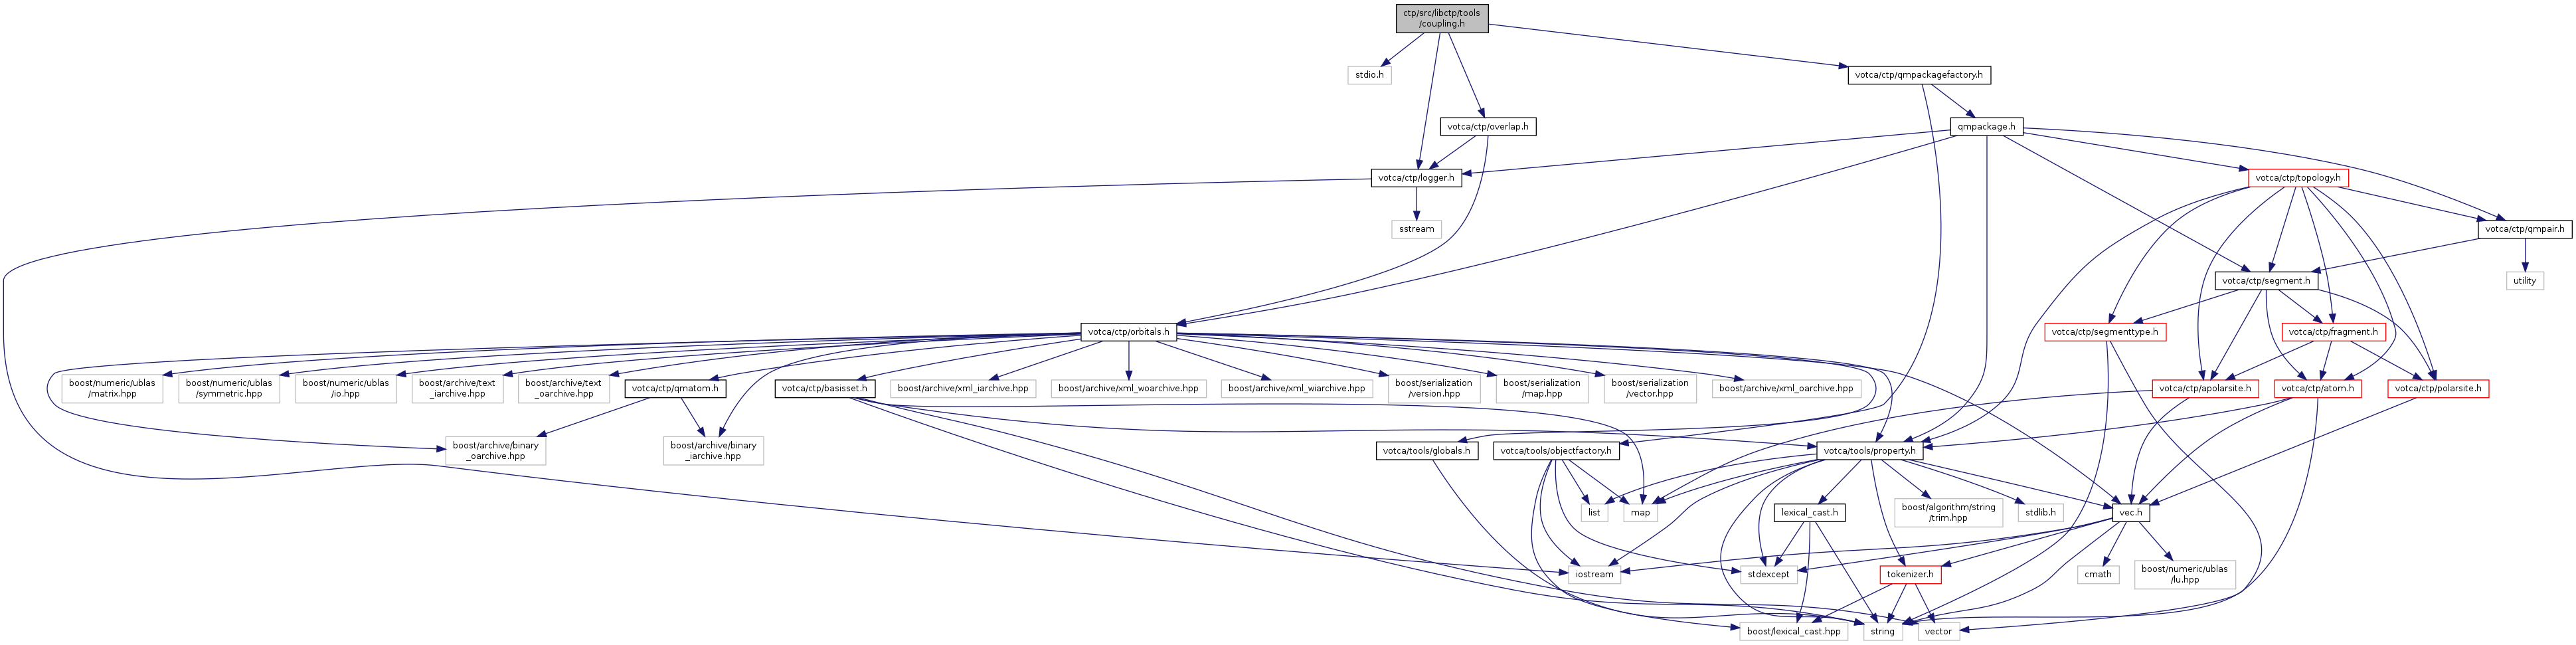 ctp/src/libctp/tools
/coupling.h
stdio.h
votca/ctp/qmpackagefactory.h
votca/ctp/overlap.h
qmpackage.h
votca/ctp/logger.h
votca/ctp/topology.h
sstream
votca/ctp/qmpair.h
votca/ctp/segment.h
utility
votca/ctp/orbitals.h
votca/ctp/segmenttype.h
votca/ctp/fragment.h
boost/numeric/ublas
/matrix.hpp
boost/numeric/ublas
/symmetric.hpp
boost/numeric/ublas
/io.hpp
boost/archive/text
_iarchive.hpp
boost/archive/text
_oarchive.hpp
votca/ctp/qmatom.h
votca/ctp/basisset.h
boost/archive/xml_iarchive.hpp
boost/archive/xml_woarchive.hpp
boost/archive/xml_wiarchive.hpp
boost/serialization
/version.hpp
boost/serialization
/map.hpp
boost/serialization
/vector.hpp
boost/archive/xml_oarchive.hpp
votca/ctp/apolarsite.h
votca/ctp/atom.h
votca/ctp/polarsite.h
boost/archive/binary
_oarchive.hpp
boost/archive/binary
_iarchive.hpp
votca/tools/globals.h
votca/tools/objectfactory.h
votca/tools/property.h
list
map
lexical_cast.h
boost/algorithm/string
/trim.hpp
stdlib.h
vec.h
iostream
stdexcept
tokenizer.h
cmath
boost/numeric/ublas
/lu.hpp
boost/lexical_cast.hpp
string
vector